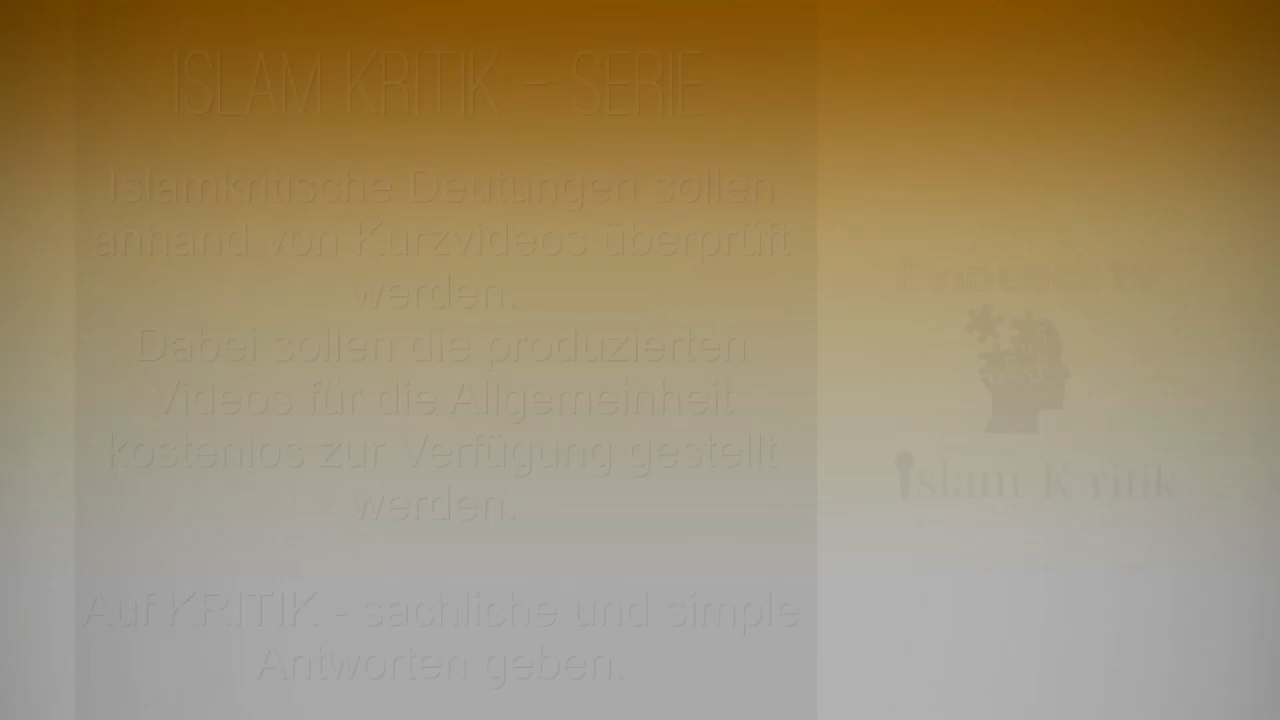 ISLAM KRITIK - SERIE
Islamkritische Deutungen sollen
anhand von Kurzvideos überprüft
werden.
Dabei sollen die produzierten
Videos für die Allgemeinheit
kostenlos zur Verfügung gestellt
werden.
Auf KRITIK - sachliche und simple
Antworten geben.
Islam Kritik